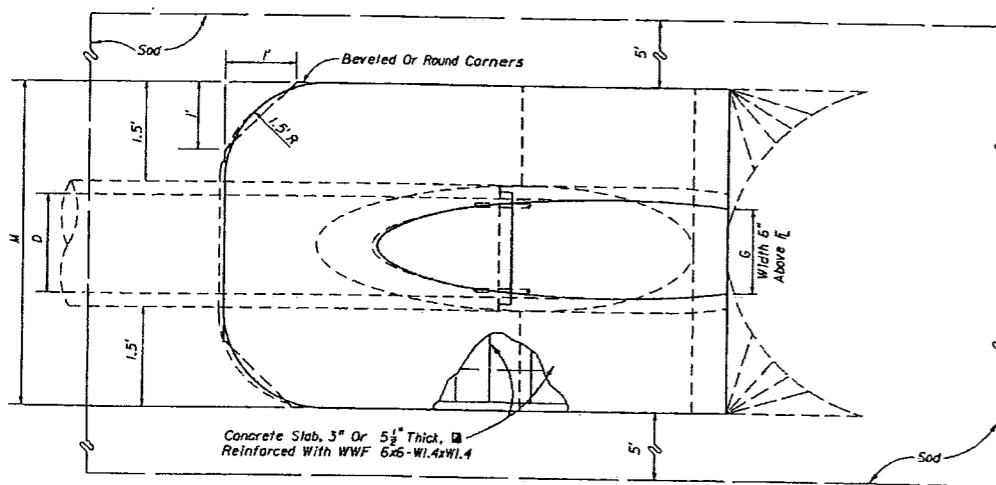 Sod
1'
Beveled Or Round Corners
5'
1'
1.5'
1.5' R
M
D
G
Width 6"
Above ℄
1.5'
Concrete Slab, 3" Or 5½" Thick,
Reinforced With WWF 6x6-W1.4xW1.4
5'
Sod